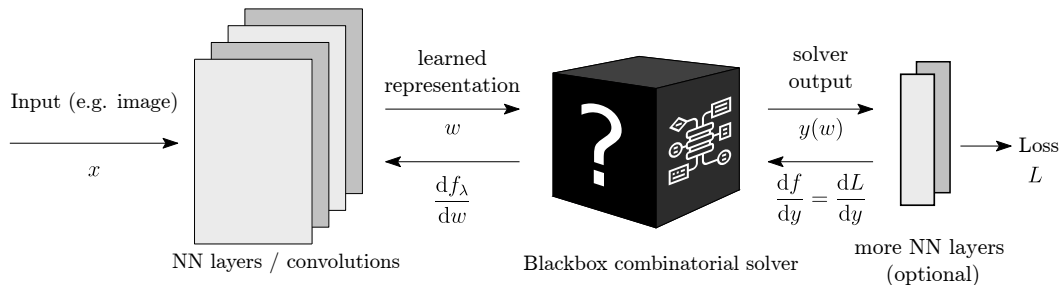 Input (e.g. image)
x
NN layers / convolutions
learned
representation
w
df_λ/dw
?
Blackbox combinatorial solver
solver
output
y(w)
df/dy = dL/dy
more NN layers
(optional)
Loss
L